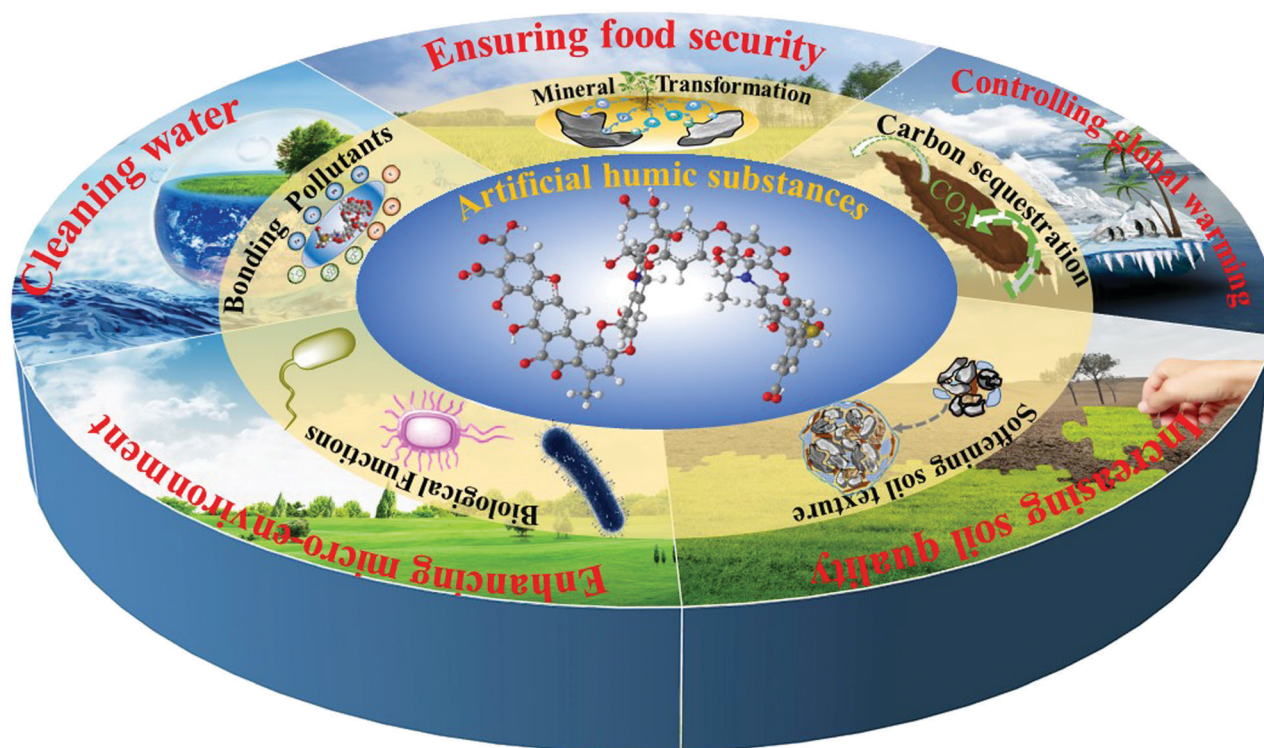 Ensuring food security
Mineral Transformation
Controlling global warming
Carbon sequestration
CO2
Cleaning water
Bonding Pollutants
Artificial humic substances
Increasing soil quality
Softening soil texture
Enhancing micro-environment
Biological Functions